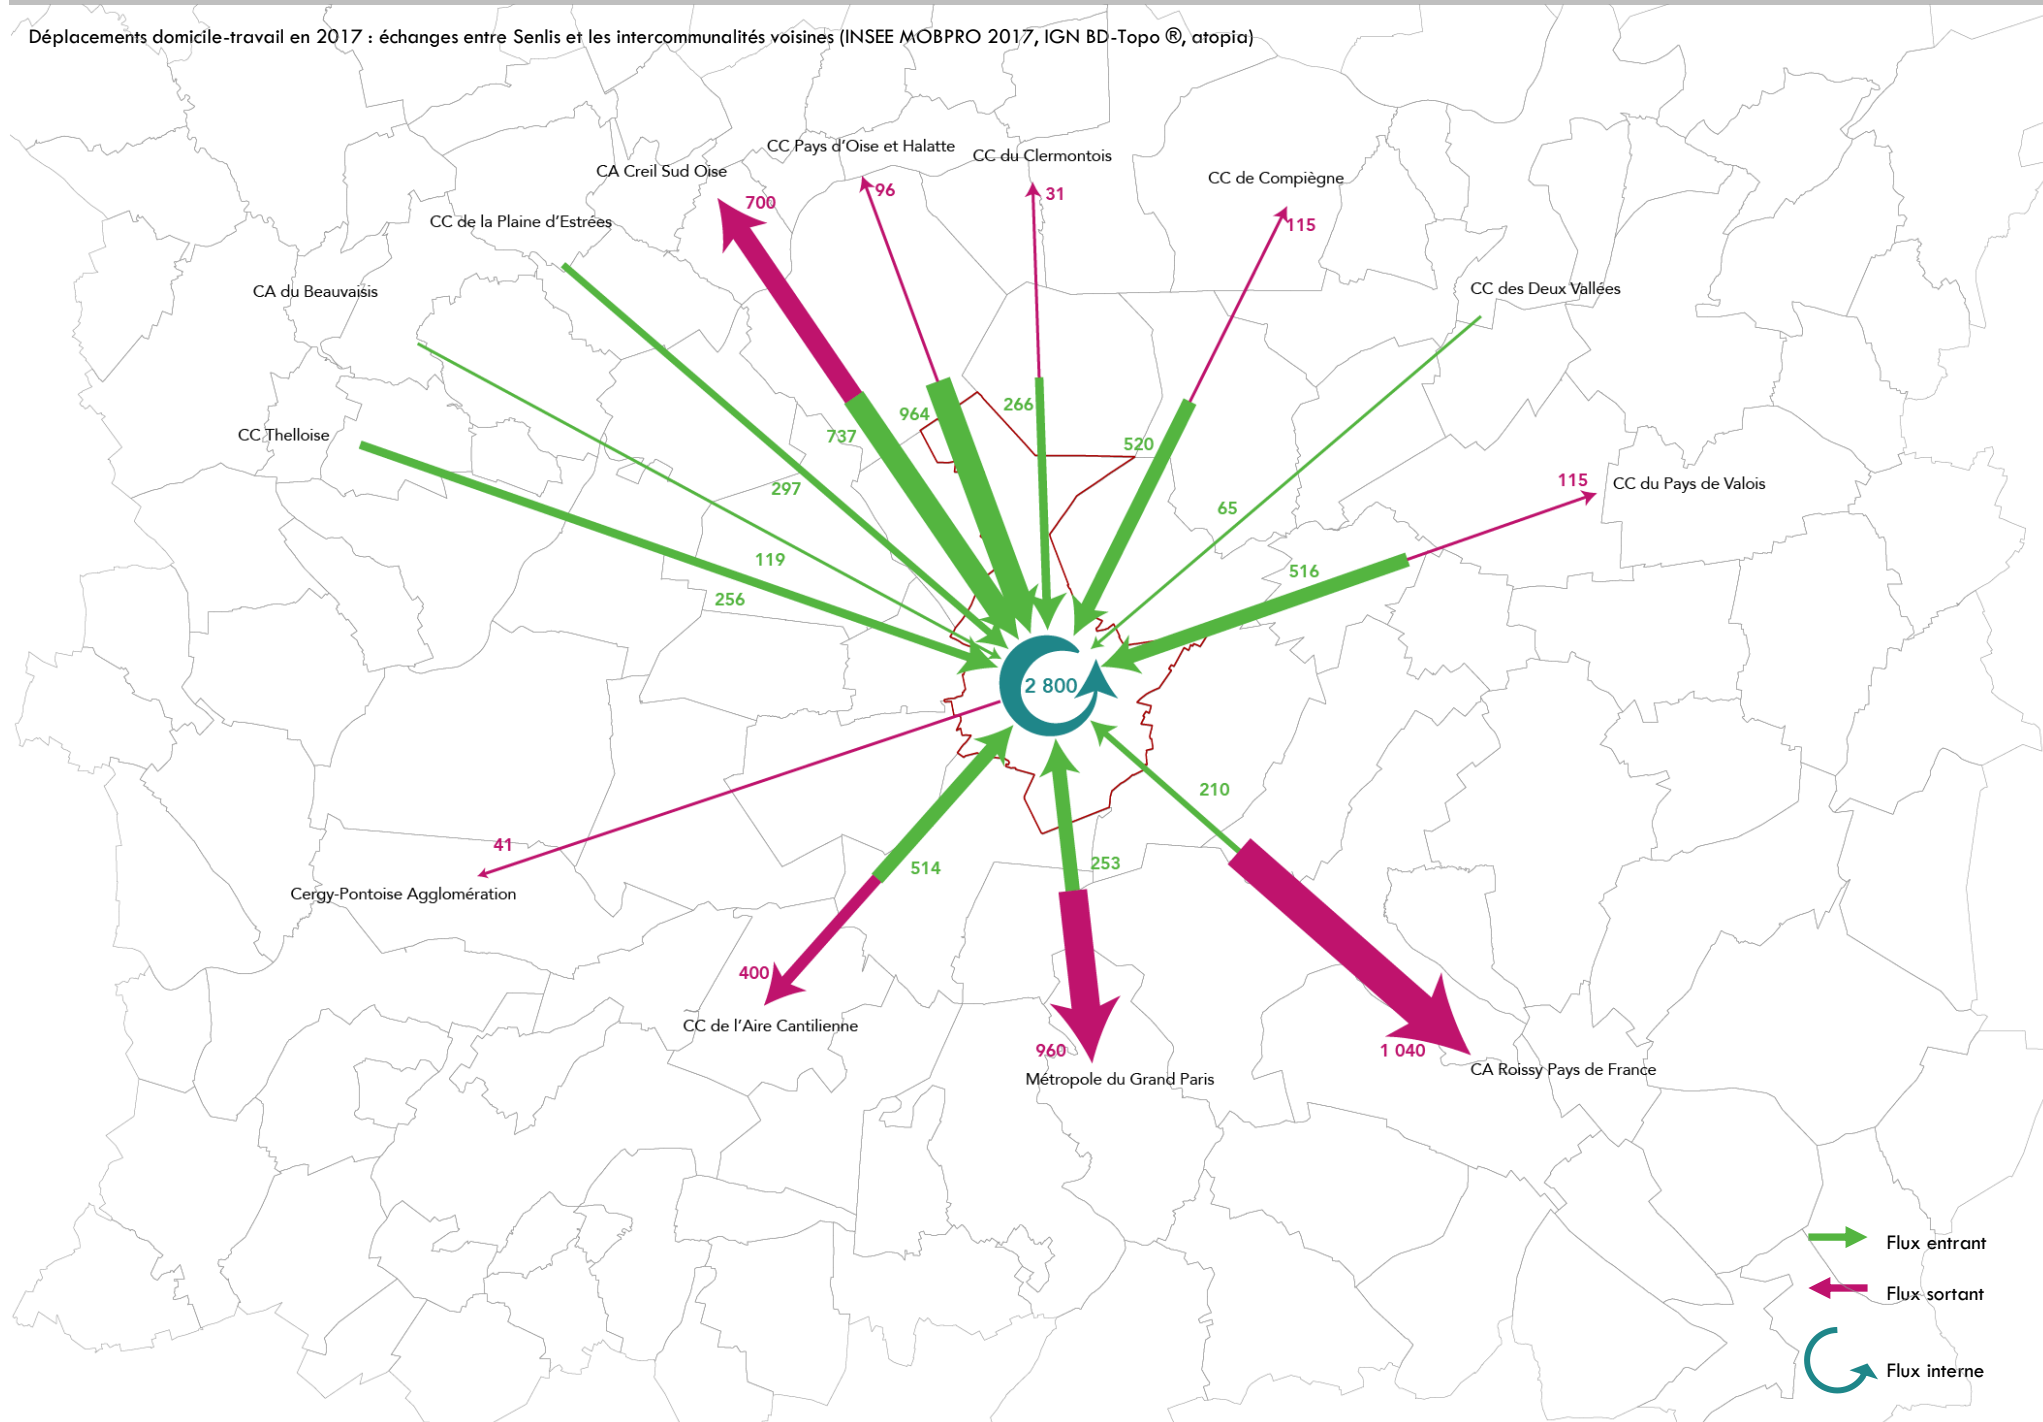 Déplacements domicile-travail en 2017 : échanges entre Senlis et les intercommunalités voisines (INSEE MOBPRO 2017, IGN BD-Topo ®, atopia)
CC Pays d'Oise et Halatte
CC du Clermontois
CA Creil Sud Oise
CC de Compiègne
96
31
700
CC de la Plaine d'Estrées
115
CA du Beauvaisis
CC des Deux Vallées
266
964
CC Thelloise
737
520
115
CC du Pays de Valois
297
65
119
516
256
2 800
210
41
253
514
Cergy-Pontoise Agglomération
400
CC de l'Aire Cantilienne
960
1 040
CA Roissy Pays de France
Métropole du Grand Paris
Flux entrant
Flux sortant
Flux interne